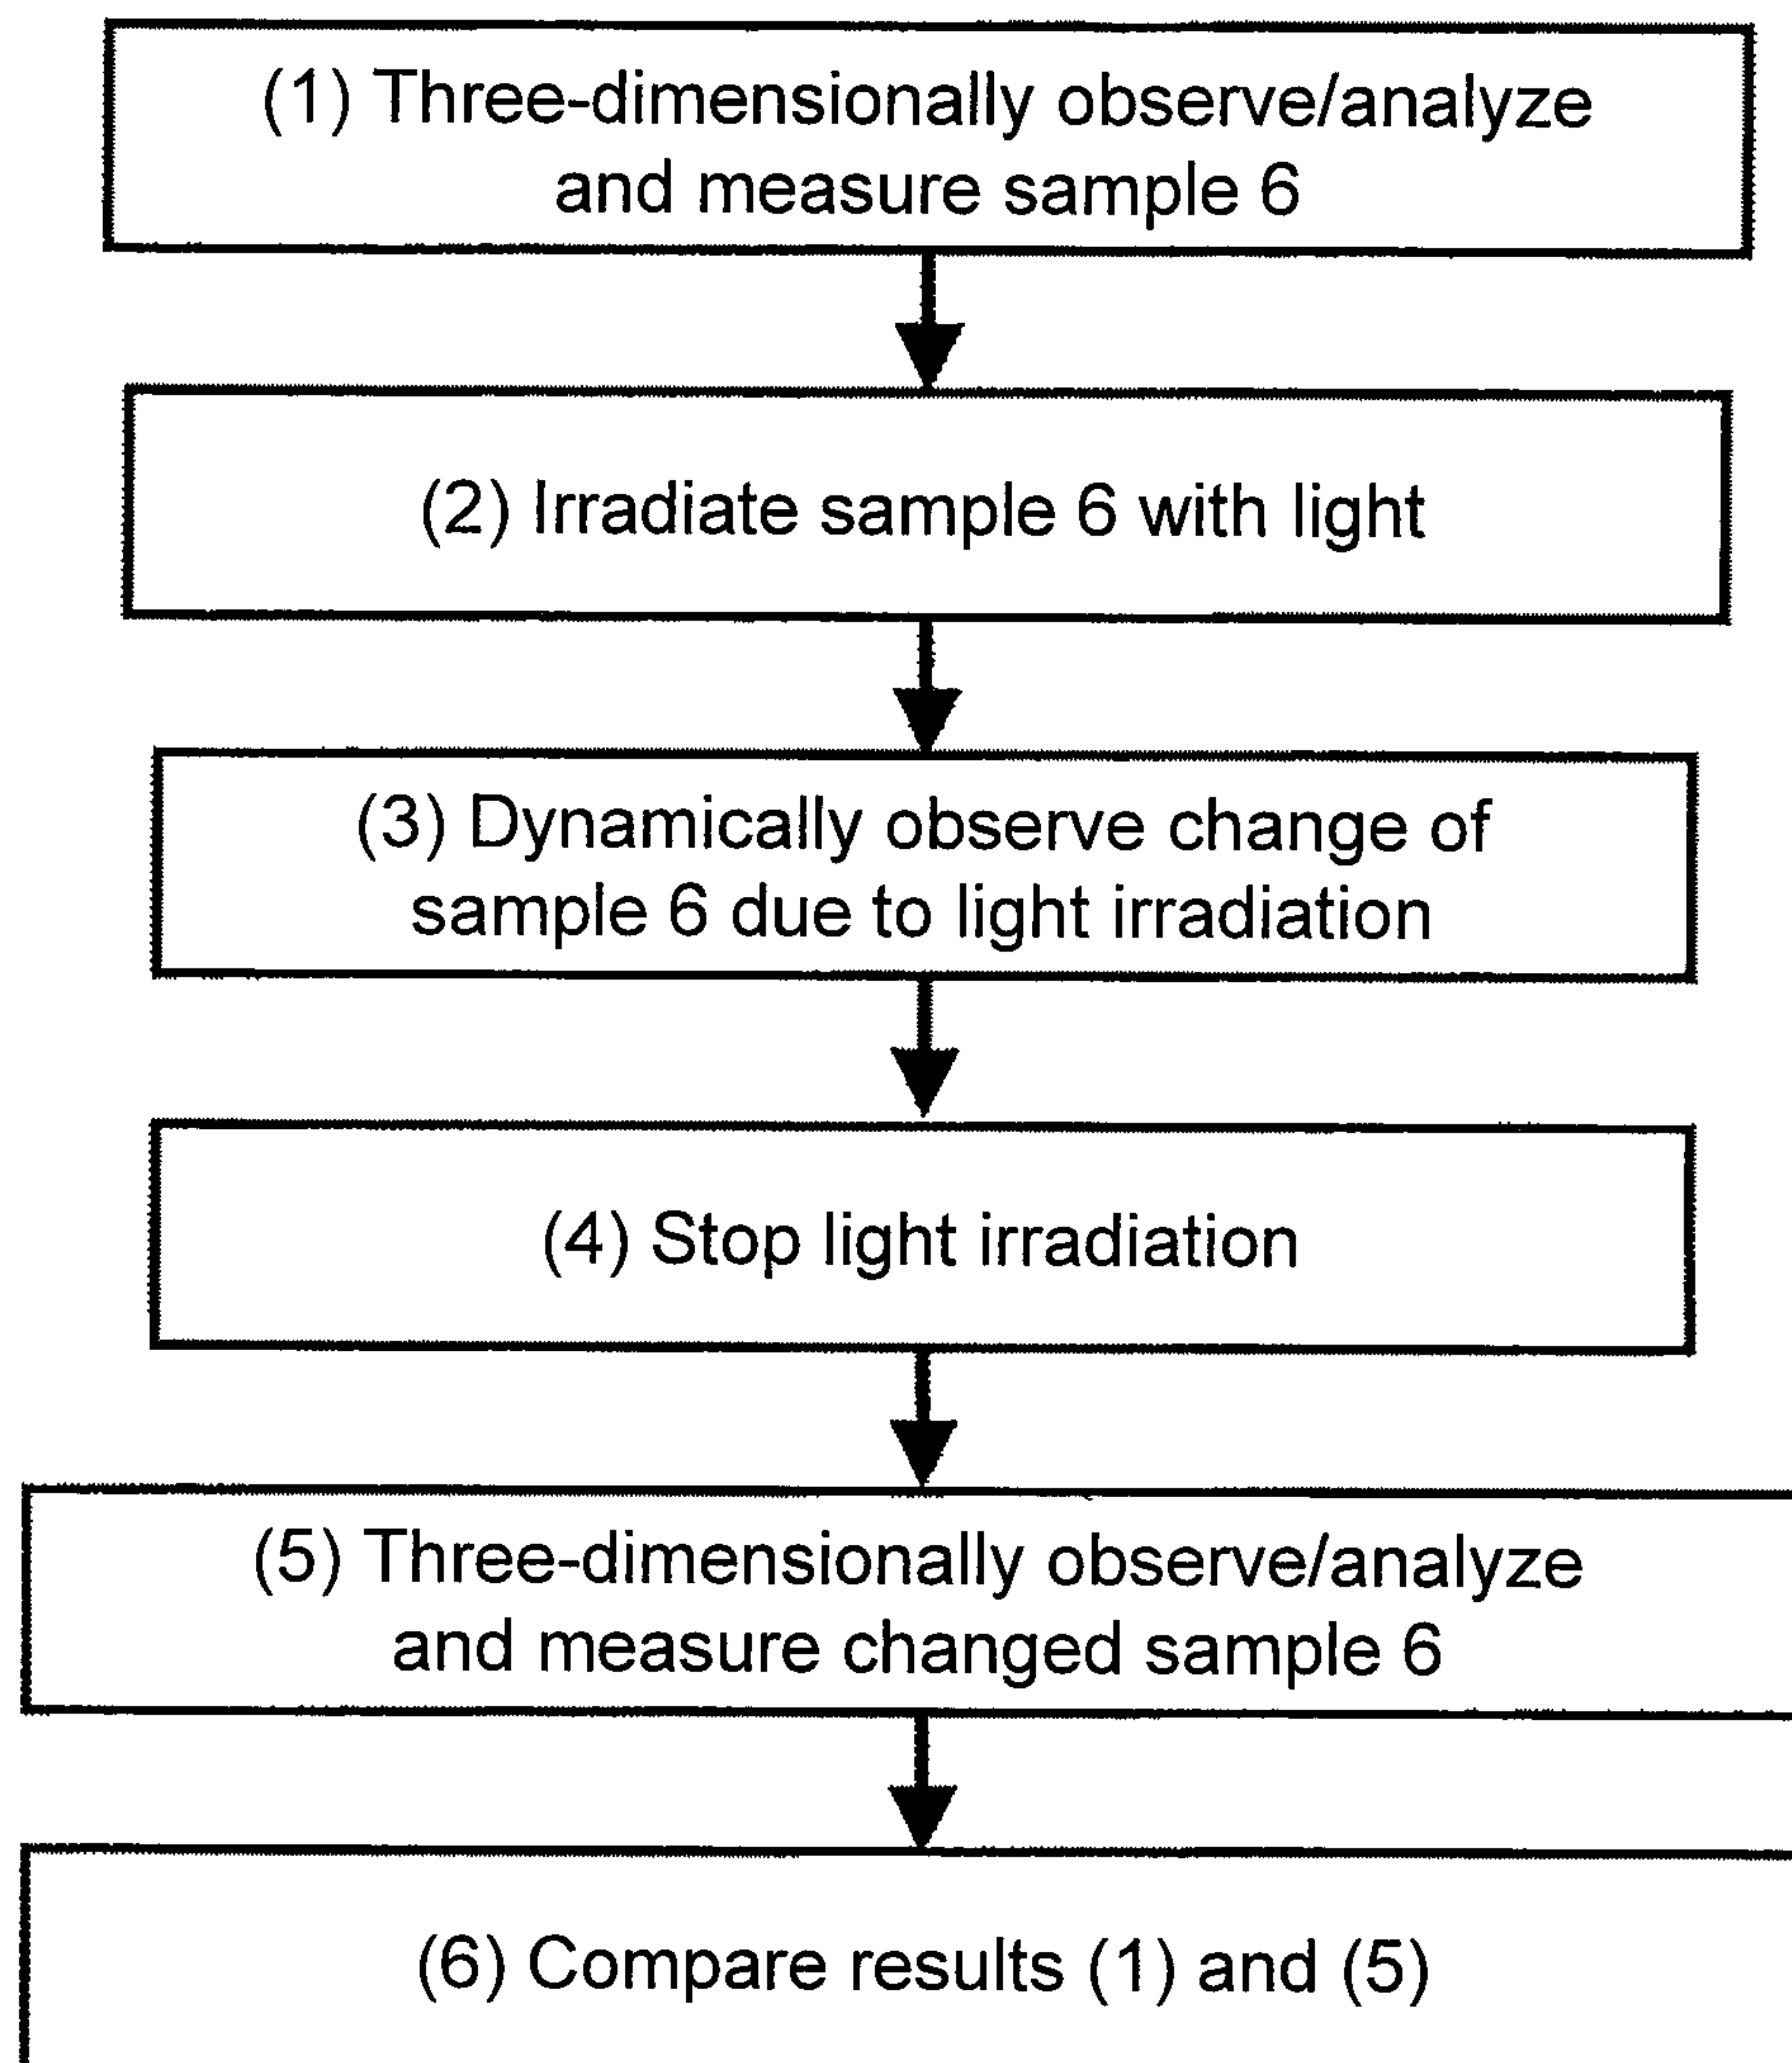 (1) Three-dimensionally observe/analyze
and measure sample 6
(2) Irradiate sample 6 with light
(3) Dynamically observe change of
sample 6 due to light irradiation
(4) Stop light irradiation
(5) Three-dimensionally observe/analyze
and measure changed sample 6
(6) Compare results (1) and (5)